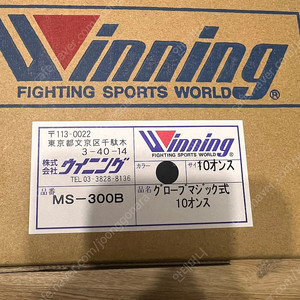 Winning®
FIGHTING SPORTS WORLD
〒113-0022
東京都文京区千駄木
3-40-14
株式会社ウイニング
TEL 03-3828-8136
Winning®
FIGHTING SPORTS WORLD
カラー
サイズ 10オンス
品番 MS-300B
品名 グローブマジック式
10オンス